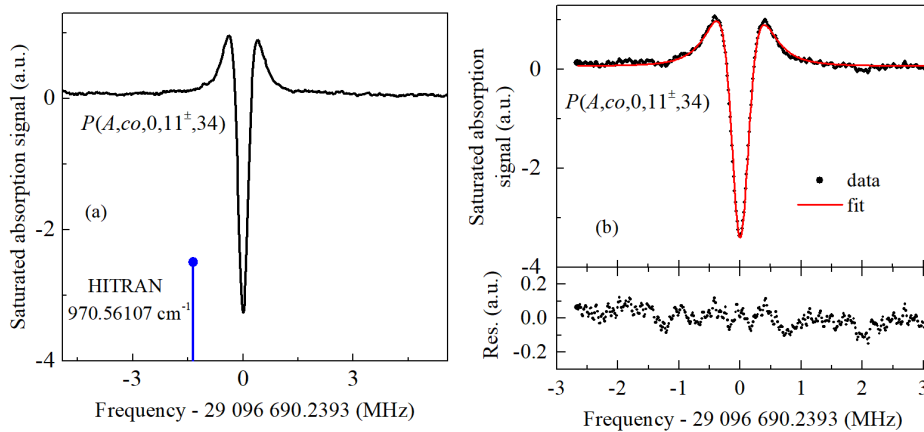 Saturated absorption signal (a.u.)
0
-2
-4
P(A,co,0,11±,34)
(a)
HITRAN
970.56107 cm-1
-3
0
3
Frequency - 29 096 690.2393 (MHz)
Saturated absorption
signal (a.u.)
0
-2
-4
P(A,co,0,11±,34)
data
fit
(b)
Res. (a.u.)
0.2
0.0
-0.2
-3
-2
-1
0
1
2
3
Frequency - 29 096 690.2393 (MHz)